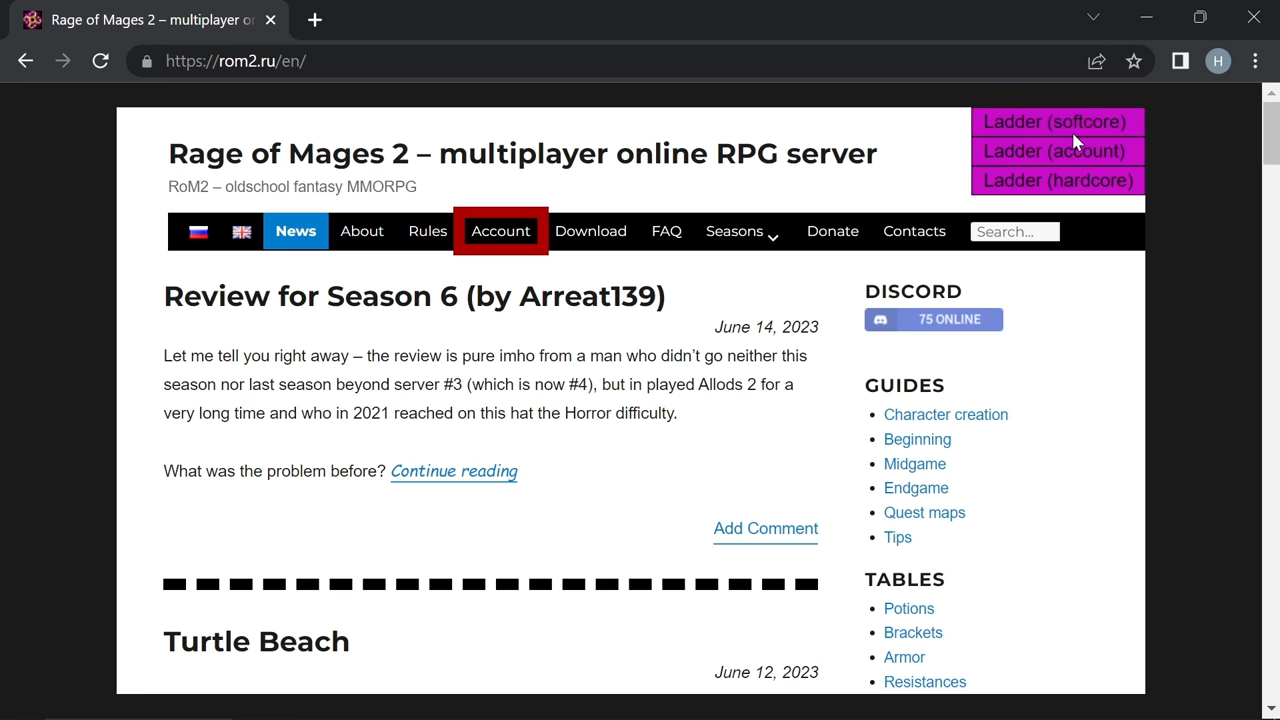 Rage of Mages 2 – multiplayer o
https://rom2.ru/en/
H
Ladder (softcore)
Ladder (account)
Ladder (hardcore)
Rage of Mages 2 – multiplayer online RPG server
RoM2 – oldschool fantasy MMORPG
News About Rules Account Download FAQ Seasons Donate Contacts Search...
Review for Season 6 (by Arreat139)
June 14, 2023
Let me tell you right away – the review is pure imho from a man who didn't go neither this
season nor last season beyond server #3 (which is now #4), but in played Allods 2 for a
very long time and who in 2021 reached on this hat the Horror difficulty.
What was the problem before? Continue reading
Add Comment
Turtle Beach
June 12, 2023
DISCORD
75 ONLINE
GUIDES
Character creation
Beginning
Midgame
Endgame
Quest maps
Tips
TABLES
Potions
Brackets
Armor
Resistances